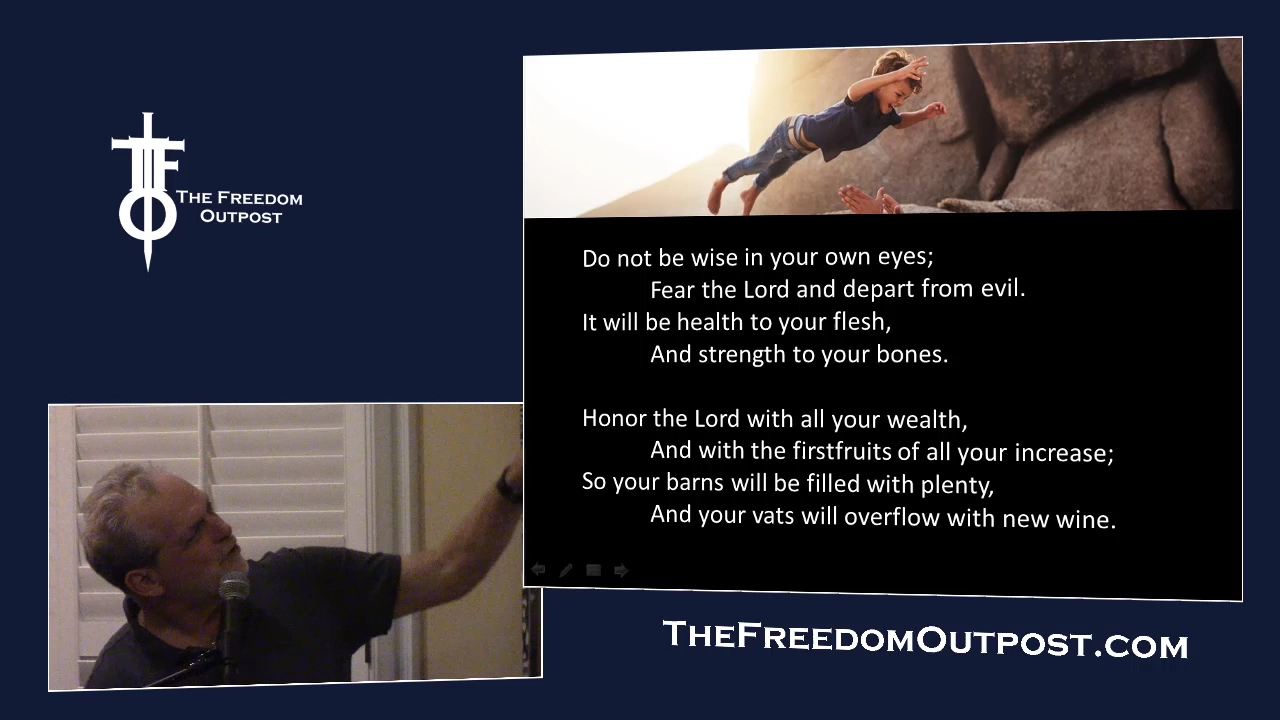 TFO
The Freedom
Outpost
Do not be wise in your own eyes;
Fear the Lord and depart from evil.
It will be health to your flesh,
And strength to your bones.
Honor the Lord with all your wealth,
And with the firstfruits of all your increase;
So your barns will be filled with plenty,
And your vats will overflow with new wine.
TheFreedomOutpost.com